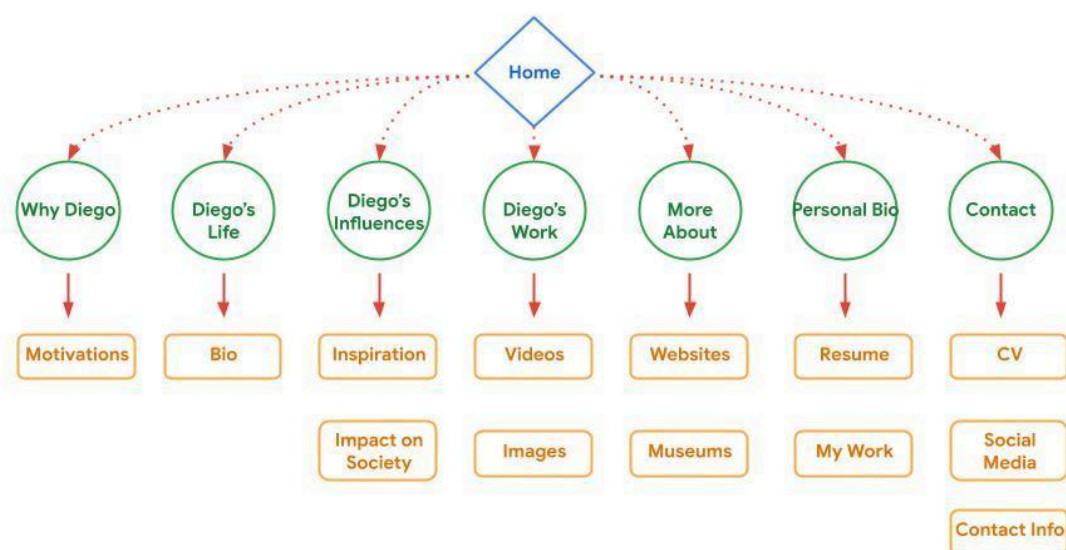 Home
Why Diego
Diego's
Life
Diego's
Influences
Diego's
Work
More
About
Personal Bio
Contact
Motivations
Bio
Inspiration
Videos
Websites
Resume
CV
Impact on
Society
Images
Museums
My Work
Social
Media
Contact Info